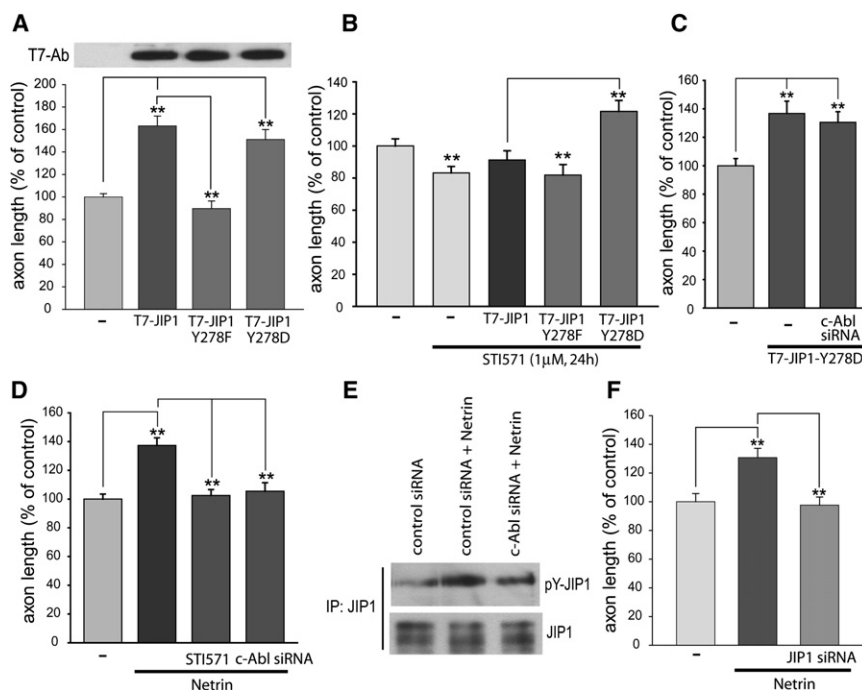 A
T7-Ab
axon length (% of control)
200
180
160
140
120
100
80
60
40
20
0
**
**
**
– T7-JIP1 T7-JIP1 T7-JIP1
Y278F Y278D
B
axon length (% of control)
140
120
100
80
60
40
20
0
**
**
**
– – T7-JIP1 T7-JIP1 T7-JIP1
Y278F Y278D
STI571 (1μM, 24h)
C
axon length (% of control)
160
140
120
100
80
60
40
20
0
** **
– – c-Abl
siRNA
T7-JIP1-Y278D
D
axon length (% of control)
160
140
120
100
80
60
40
20
0
**
** **
– STI571 c-Abl siRNA
Netrin
E
control siRNA
control siRNA + Netrin
c-Abl siRNA + Netrin
IP: JIP1
pY-JIP1
JIP1
F
axon length (% of control)
160
140
120
100
80
60
40
20
0
**
**
– JIP1 siRNA
Netrin